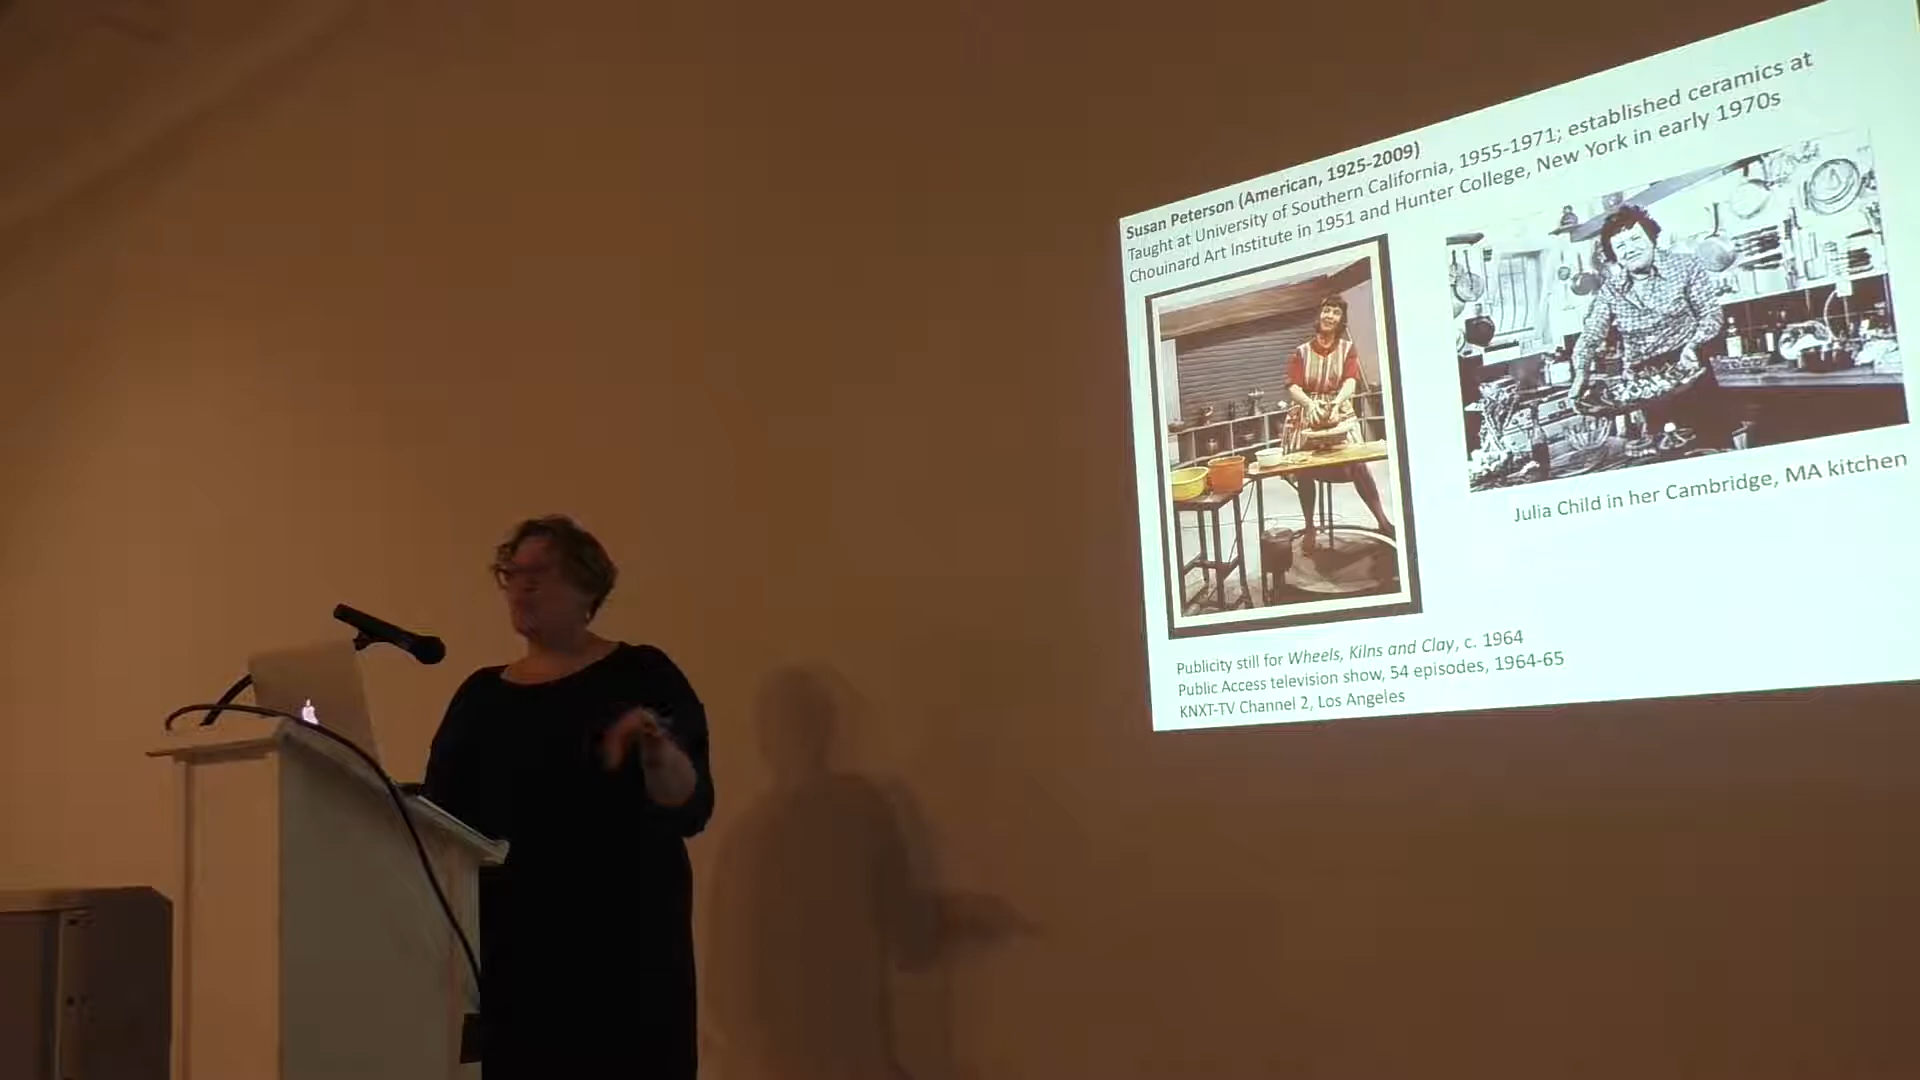 Susan Peterson (American, 1925-2009)
Taught at University of Southern California, 1955-1971; established ceramics at
Chouinard Art Institute in 1951 and Hunter College, New York in early 1970s
Julia Child in her Cambridge, MA kitchen
Publicity still for Wheels, Kilns and Clay, c. 1964
Public Access television show, 54 episodes, 1964-65
KNXT-TV Channel 2, Los Angeles